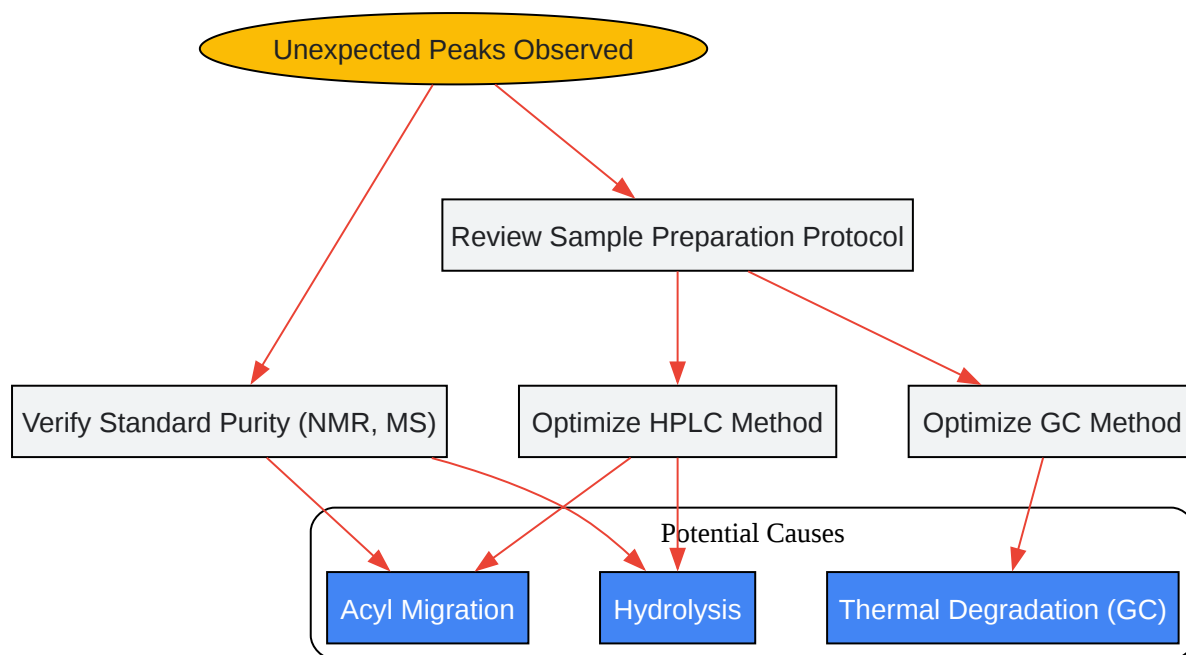 Unexpected Peaks Observed
Review Sample Preparation Protocol
Verify Standard Purity (NMR, MS)
Optimize HPLC Method
Optimize GC Method
Potential Causes
Acyl Migration
Hydrolysis
Thermal Degradation (GC)